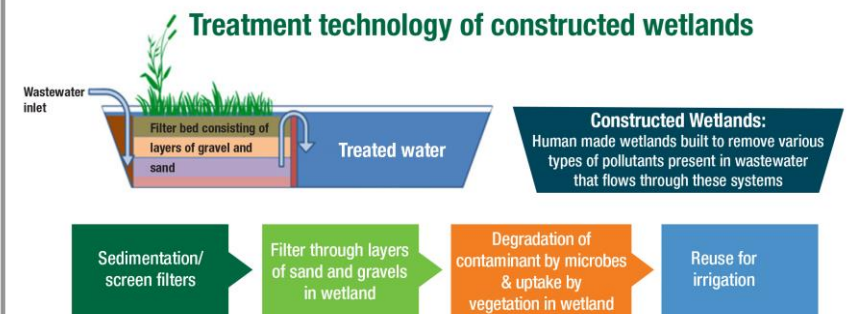 Treatment technology of constructed wetlands
Wastewater
inlet
Filter bed consisting of
layers of gravel and
sand
Treated water
Constructed Wetlands:
Human made wetlands built to remove various
types of pollutants present in wastewater
that flows through these systems
Sedimentation/
screen filters
Filter through layers
of sand and gravels
in wetland
Degradation of
contaminant by microbes
& uptake by
vegetation in wetland
Reuse for
irrigation